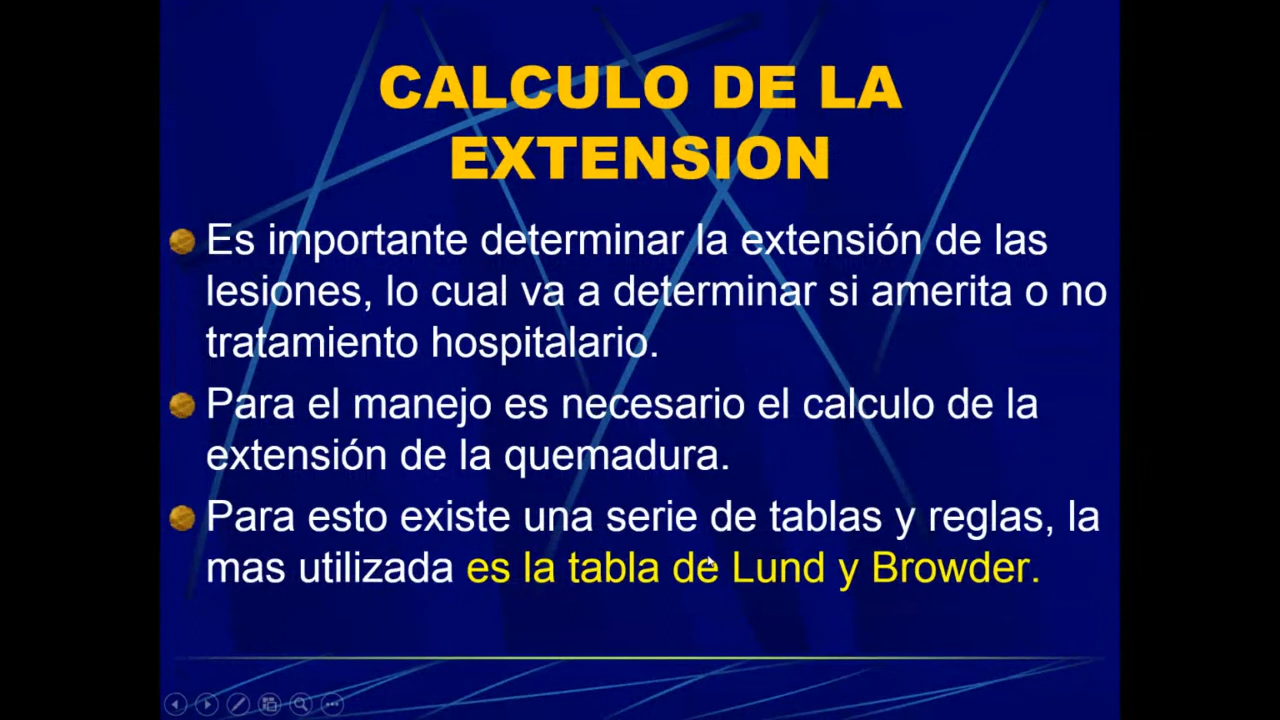 CALCULO DE LA
EXTENSION
Es importante determinar la extensión de las
lesiones, lo cual va a determinar si amerita o no
tratamiento hospitalario.
Para el manejo es necesario el calculo de la
extensión de la quemadura.
Para esto existe una serie de tablas y reglas, la
mas utilizada es la tabla de Lund y Browder.